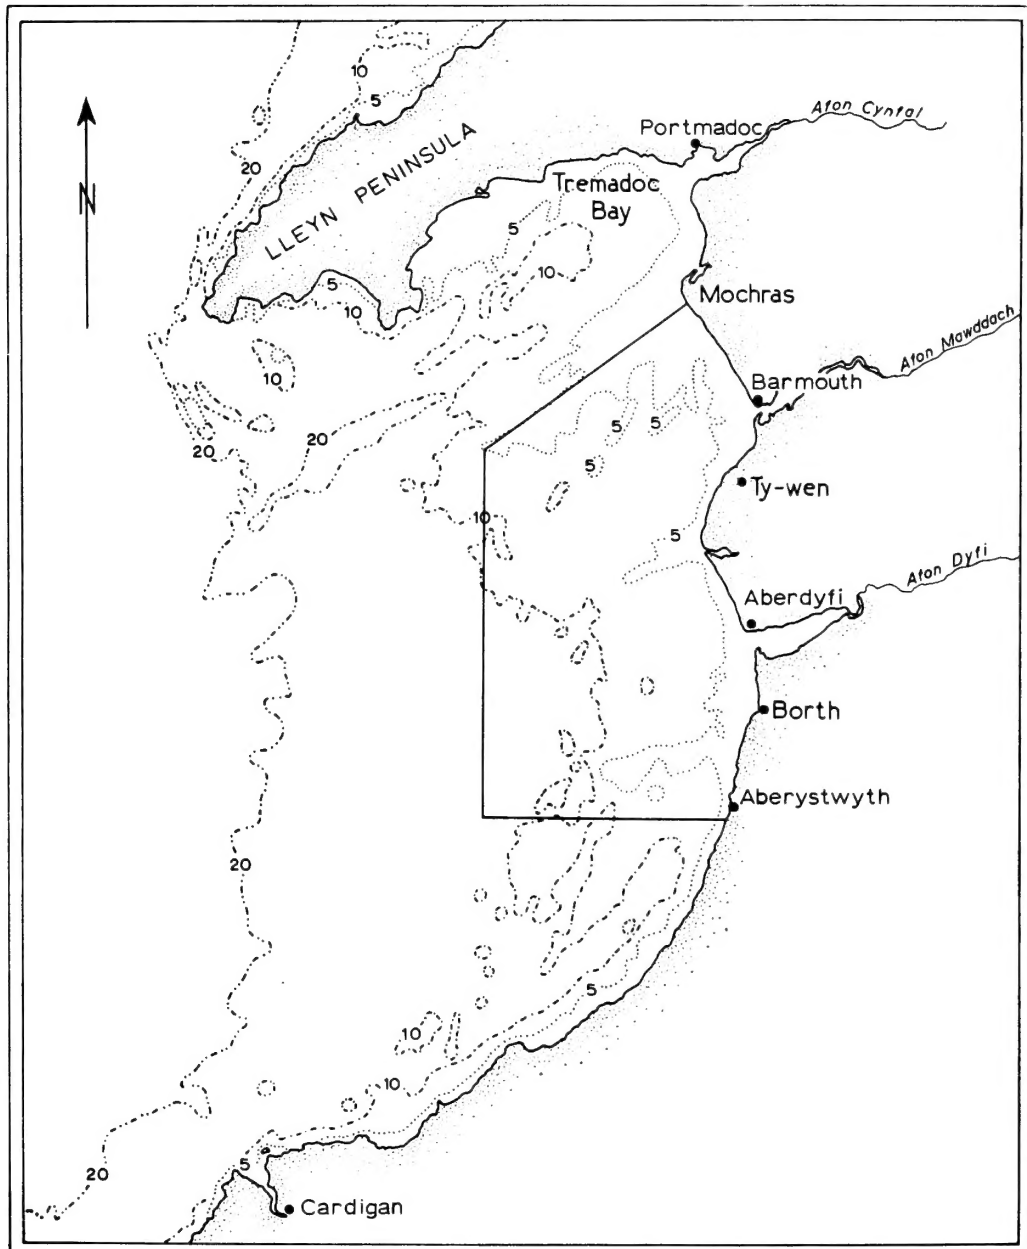 10
5
Afon Cynfal
Portmadoc
20
N
LLEYN PENINSULA
Tremadoc
Bay
5
10
5
10
Mochras
Afon Mawddach
10
Barmouth
20
20
5
5
5
Ty-wen
10
5
Afon Dyfi
Aberdyfi
Borth
Aberystwyth
20
5
10
10
5
20
Cardigan